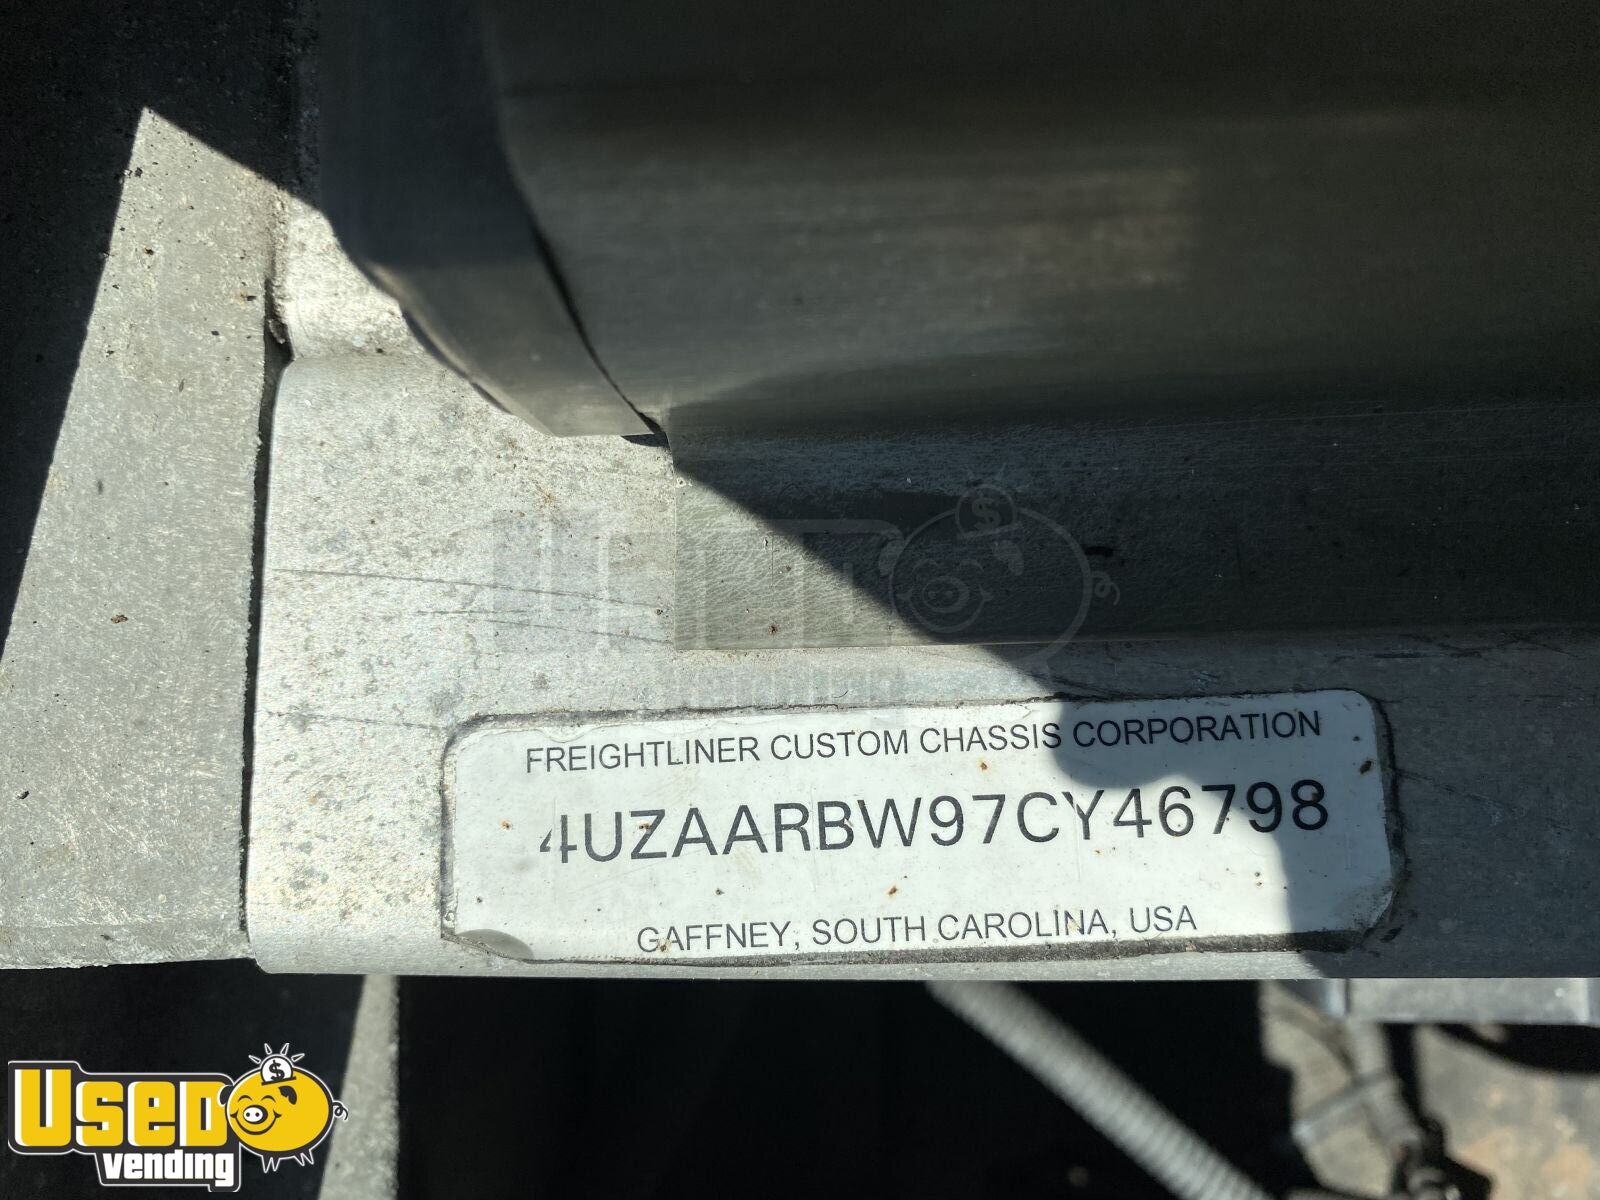 FREIGHTLINER CUSTOM CHASSIS CORPORATION
4UZAARBW97CY46798
GAFFNEY, SOUTH CAROLINA, USA
USED
vending